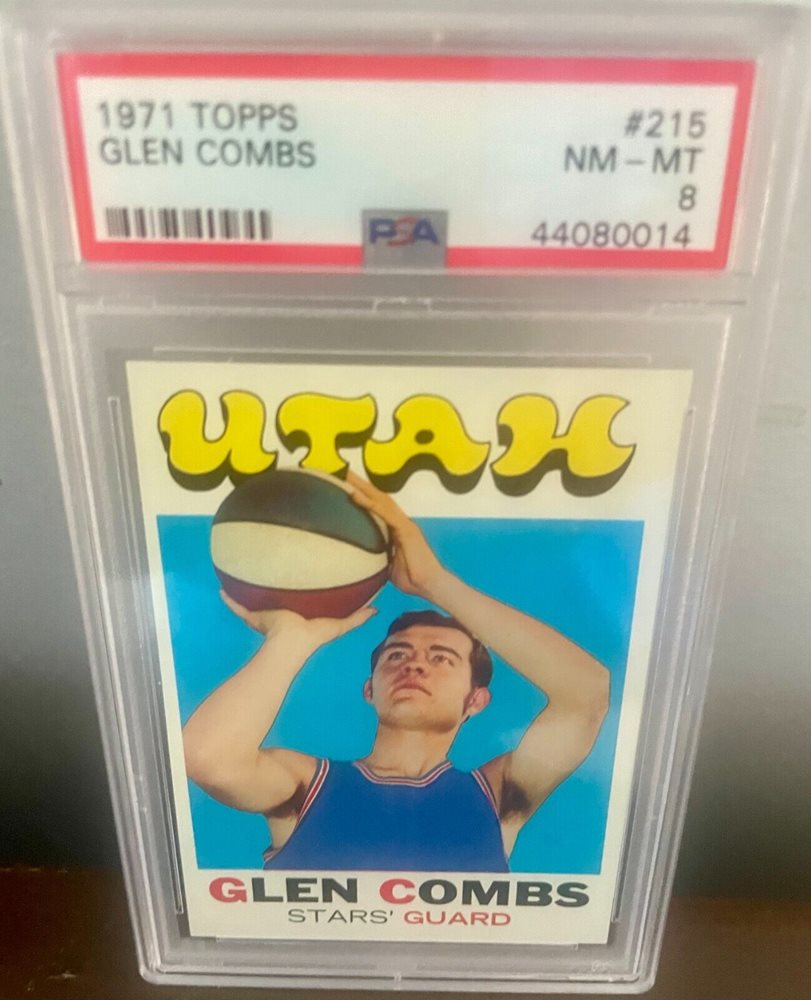 1971 TOPPS #215
GLEN COMBS NM - MT
8
PSA 44080014
UTAH
GLEN COMBS
STARS' GUARD